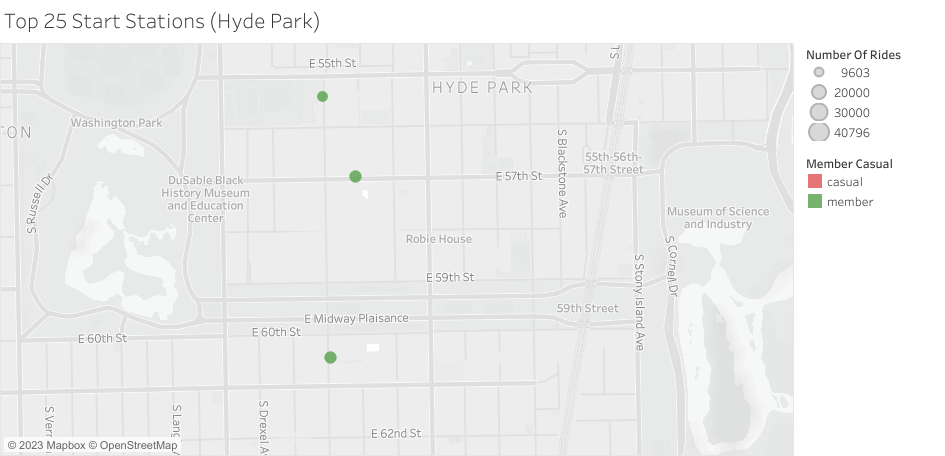 Top 25 Start Stations (Hyde Park)
E 55th St
HYDE PARK
Washington Park
DuSable Black
History Museum
and Education
Center
S Russell Dr
E 57th St
S Blackstone Ave
55th-56th-
57th Street
Museum of Science
and Industry
Robie House
S Cornell Dr
S Stony Island Ave
E 59th St
59th Street
E Midway Plaisance
E 60th St
E 60th St
E 62nd St
© 2023 Mapbox © OpenStreetMap
Number Of Rides
9603
20000
30000
40796
Member Casual
casual
member